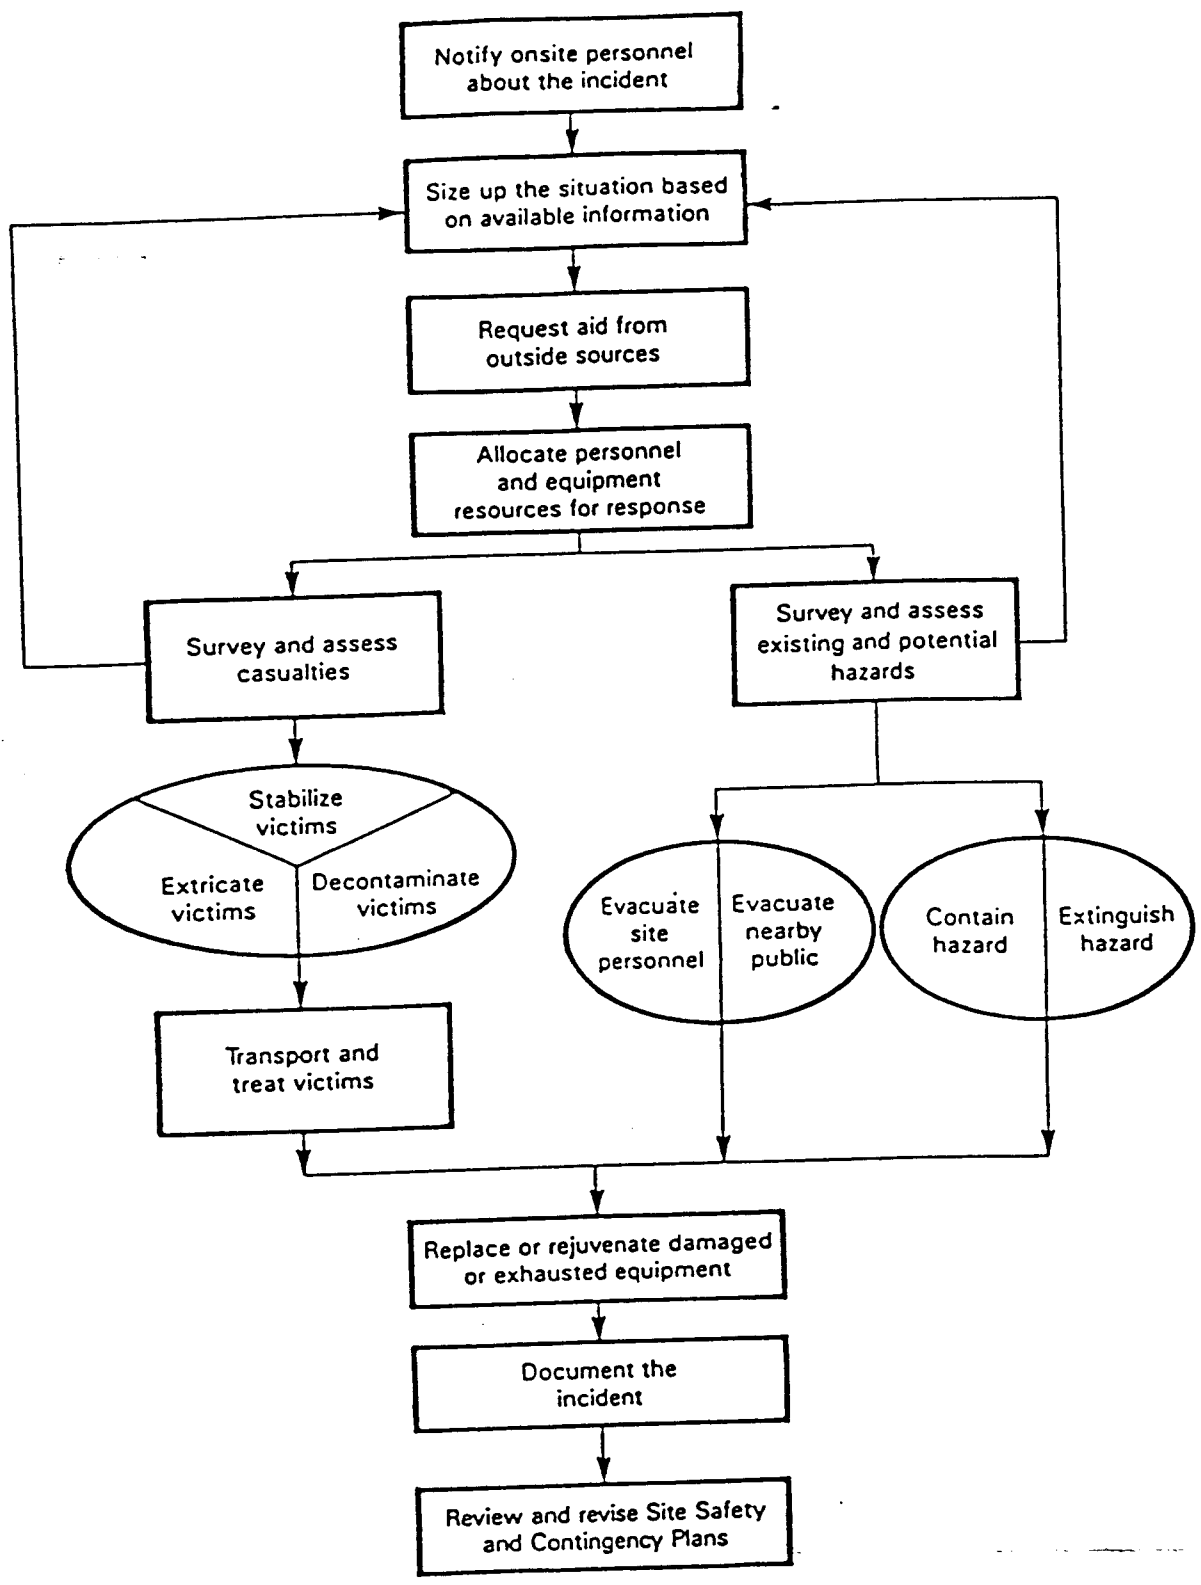 Notify onsite personnel
about the incident
Size up the situation based
on available information
Request aid from
outside sources
Allocate personnel
and equipment
resources for response
Survey and assess
casualties
Survey and assess
existing and potential
hazards
Stabilize
victims
Extricate
victims
Decontaminate
victims
Evacuate
site
personnel
Evacuate
nearby
public
Contain
hazard
Extinguish
hazard
Transport and
treat victims
Replace or rejuvenate damaged
or exhausted equipment
Document the
incident
Review and revise Site Safety
and Contingency Plans